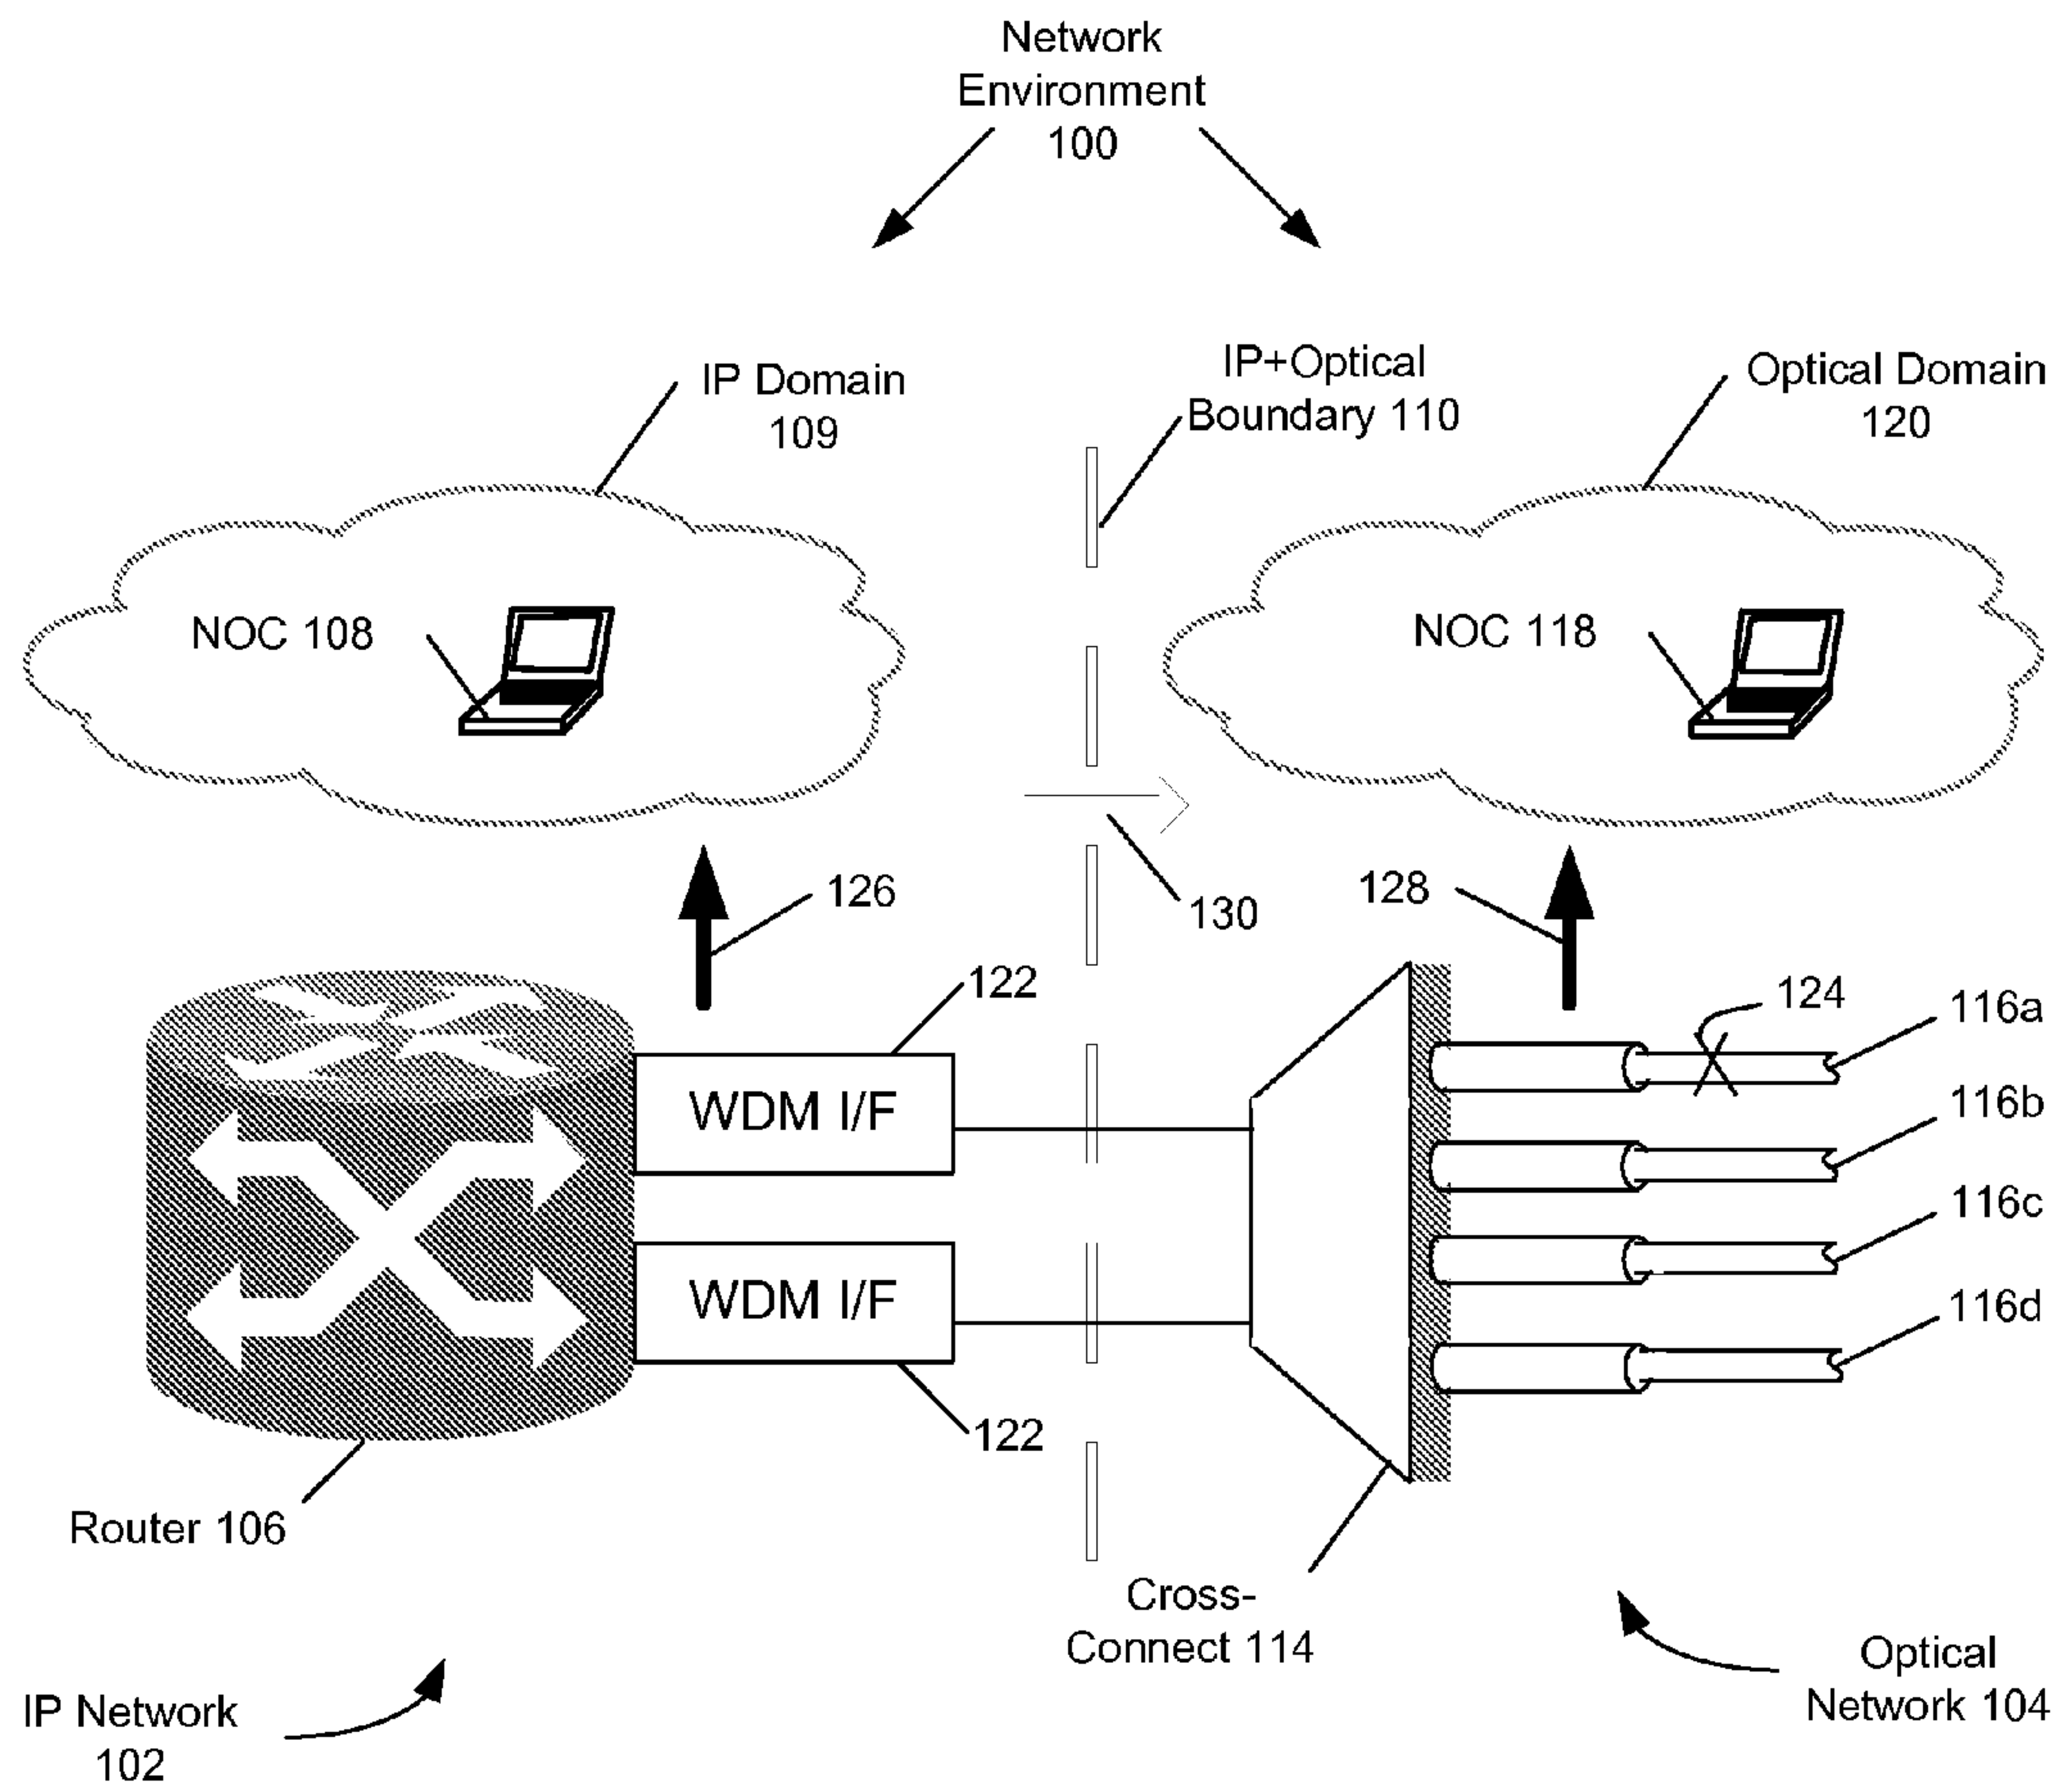 Network
Environment
100
IP Domain
109
IP+Optical
Boundary 110
Optical Domain
120
NOC 108
NOC 118
126
130
128
122
124
116a
WDM I/F
116b
116c
WDM I/F
116d
122
Router 106
Cross-
Connect 114
IP Network
102
Optical
Network 104